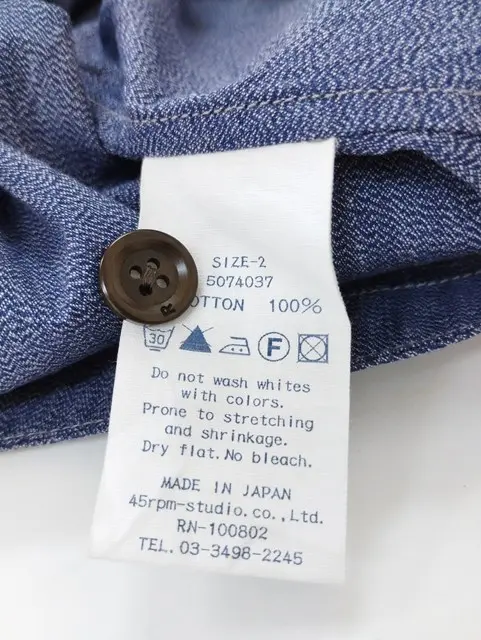 SIZE-2
5074037
OTTON 100%
30 F
Do not wash whites
with colors.
Prone to stretching
and shrinkage.
Dry flat. No bleach.
MADE IN JAPAN
45rpm-studio.co.,Ltd.
RN-100802
TEL. 03-3498-2245
R